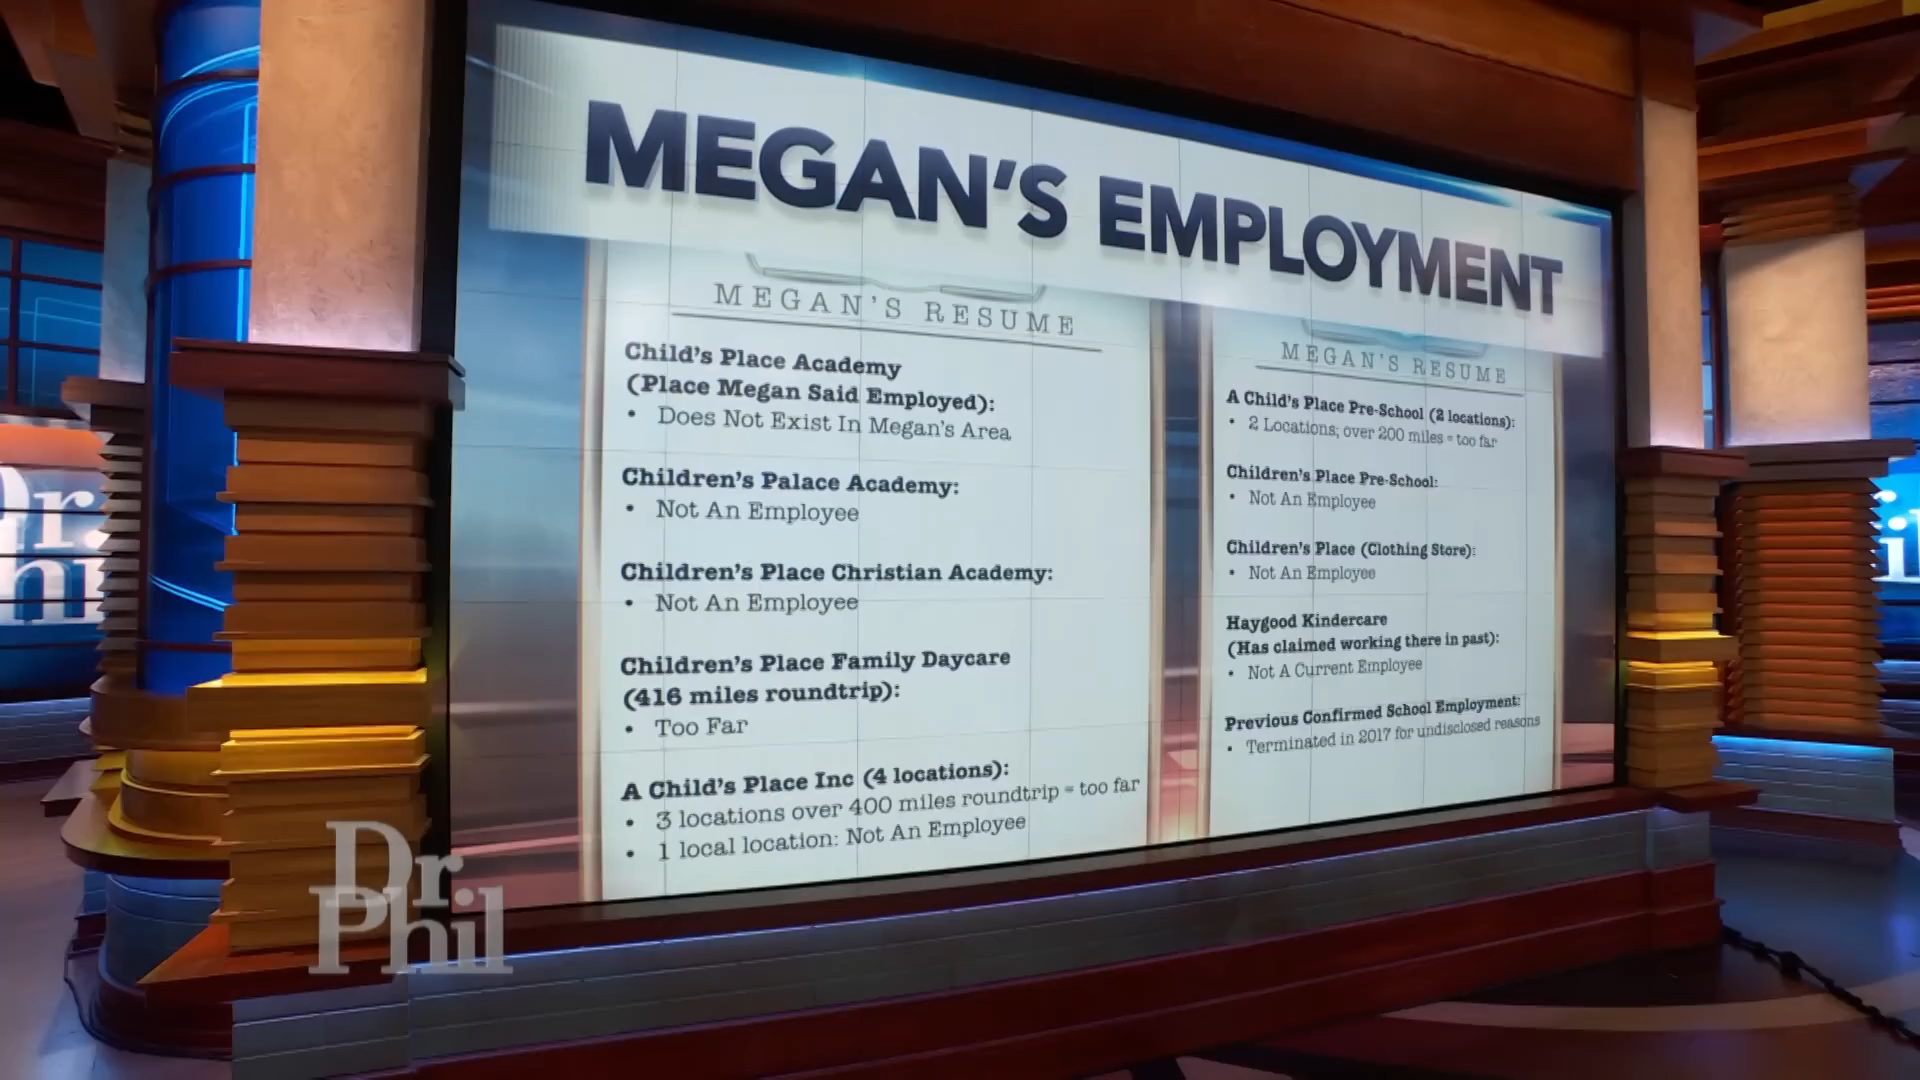 MEGAN'S EMPLOYMENT
MEGAN'S RESUME
Child's Place Academy
(Place Megan Said Employed):
• Does Not Exist In Megan's Area
Children's Palace Academy:
• Not An Employee
Children's Place Christian Academy:
• Not An Employee
Children's Place Family Daycare
(416 miles roundtrip):
• Too Far
A Child's Place Inc (4 locations):
• 3 locations over 400 miles roundtrip = too far
• 1 local location: Not An Employee
MEGAN'S RESUME
A Child's Place Pre-School (2 locations):
• 2 Locations; over 200 miles = too far
Children's Place Pre-School:
• Not An Employee
Children's Place (Clothing Store):
• Not An Employee
Haygood Kindercare
(Has claimed working there in past):
• Not A Current Employee
Previous Confirmed School Employment:
• Terminated in 2017 for undisclosed reasons
Dr.
Phil